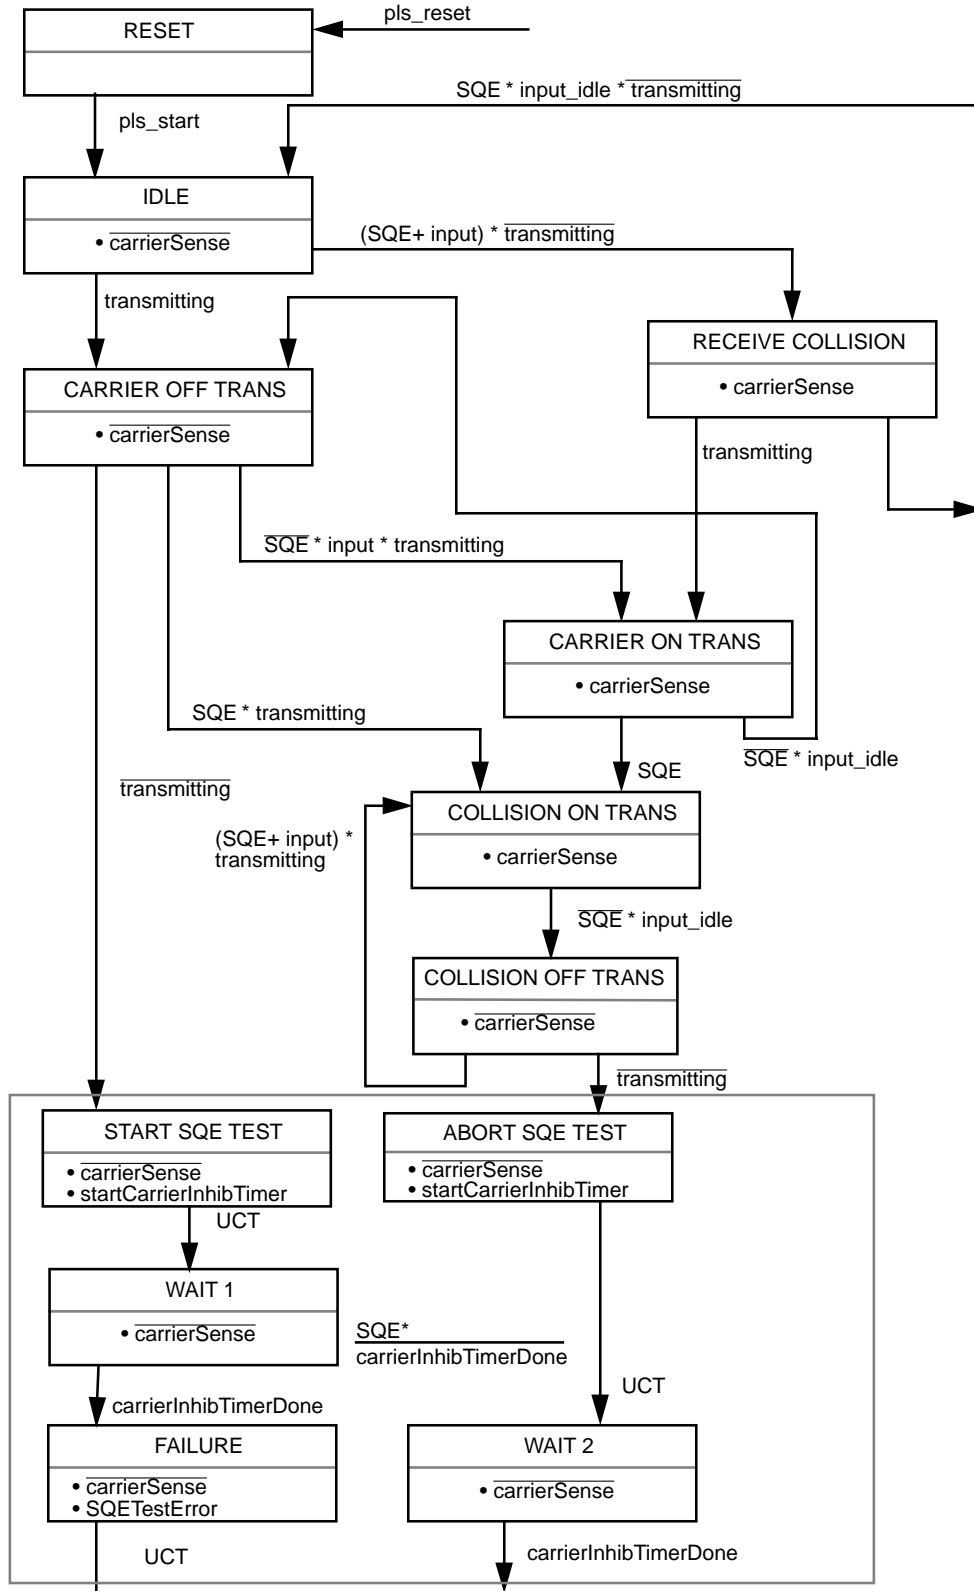 pls_reset
RESET
SQE * input_idle * transmitting
pls_start
IDLE
• carrierSense
(SQE+ input) * transmitting
transmitting
RECEIVE COLLISION
• carrierSense
CARRIER OFF TRANS
• carrierSense
transmitting
SQE * input * transmitting
CARRIER ON TRANS
• carrierSense
SQE * transmitting
SQE * input_idle
SQE
transmitting
COLLISION ON TRANS
(SQE+ input) *
transmitting
• carrierSense
SQE * input_idle
COLLISION OFF TRANS
• carrierSense
transmitting
START SQE TEST
• carrierSense
• startCarrierInhibTimer
ABORT SQE TEST
• carrierSense
• startCarrierInhibTimer
UCT
WAIT 1
• carrierSense
SQE*
carrierInhibTimerDone
UCT
carrierInhibTimerDone
FAILURE
• carrierSense
• SQETestError
WAIT 2
• carrierSense
UCT
carrierInhibTimerDone